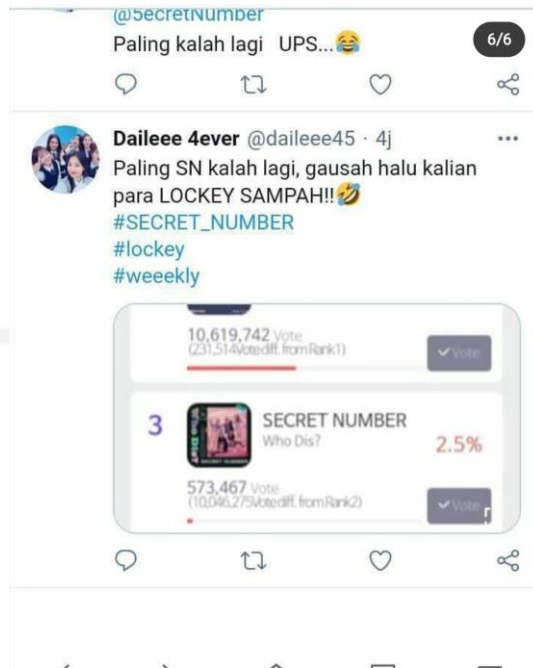 @5ecretNumber
Paling kalah lagi UPS...😂
6/6
Daileee 4ever @daileee45 · 4j
Paling SN kalah lagi, gausah halu kalian
para LOCKEY SAMPAH!!🤣
#SECRET_NUMBER
#lockey
#weeekly
10,619,742 Vote
(231,514Vote diff. from Rank1)
Vote
3
SECRET NUMBER
Who Dis?
2.5%
573,467 Vote
(10,046,275Vote diff. from Rank2)
Vote